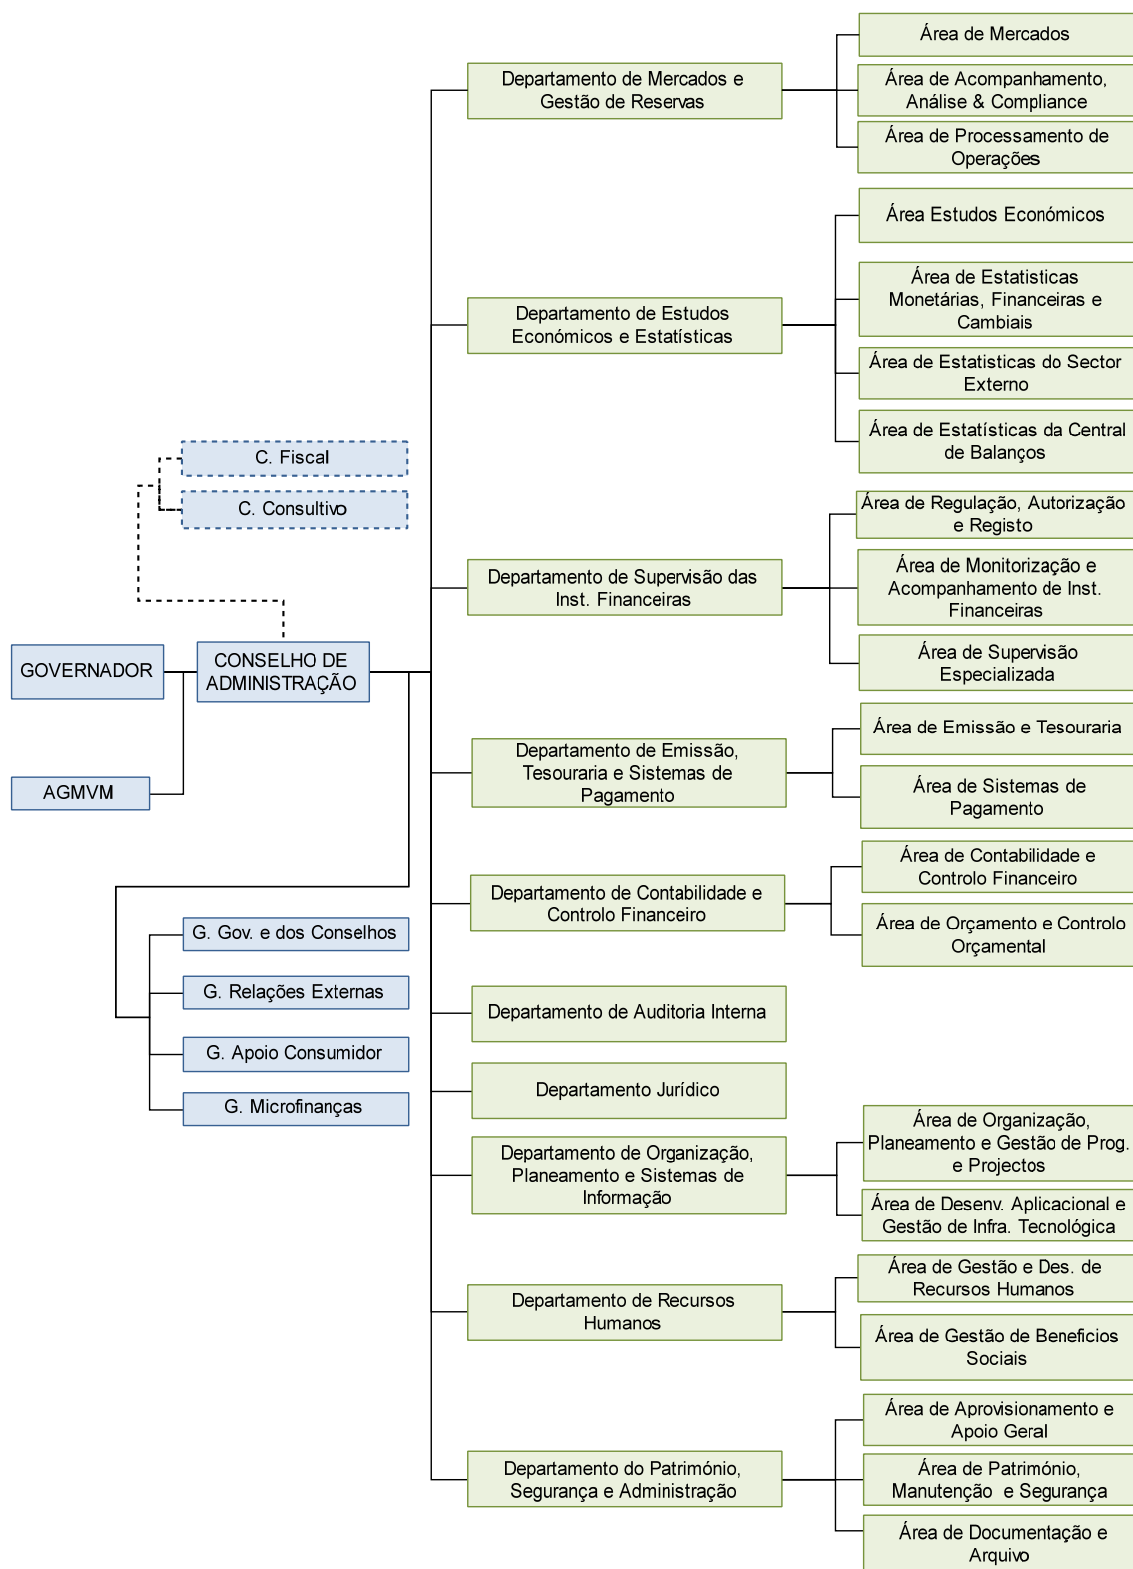 GOVERNADOR
CONSELHO DE
ADMINISTRAÇÃO
AGMVM
C. Fiscal
C. Consultivo
G. Gov. e dos Conselhos
G. Relações Externas
G. Apoio Consumidor
G. Microfinanças
Departamento de Mercados e
Gestão de Reservas
Área de Mercados
Área de Acompanhamento,
Análise & Compliance
Área de Processamento de
Operações
Departamento de Estudos
Económicos e Estatísticas
Área Estudos Económicos
Área de Estatisticas
Monetárias, Financeiras e
Cambiais
Área de Estatisticas do Sector
Externo
Área de Estatísticas da Central
de Balanços
Departamento de Supervisão das
Inst. Financeiras
Área de Regulação, Autorização
e Registo
Área de Monitorização e
Acompanhamento de Inst.
Financeiras
Área de Supervisão
Especializada
Departamento de Emissão,
Tesouraria e Sistemas de
Pagamento
Área de Emissão e Tesouraria
Área de Sistemas de
Pagamento
Departamento de Contabilidade e
Controlo Financeiro
Área de Contabilidade e
Controlo Financeiro
Área de Orçamento e Controlo
Orçamental
Departamento de Auditoria Interna
Departamento Jurídico
Departamento de Organização,
Planeamento e Sistemas de
Informação
Área de Organização,
Planeamento e Gestão de Prog.
e Projectos
Área de Desenv. Aplicacional e
Gestão de Infra. Tecnológica
Departamento de Recursos
Humanos
Área de Gestão e Des. de
Recursos Humanos
Área de Gestão de Beneficios
Sociais
Departamento do Património,
Segurança e Administração
Área de Aprovisionamento e
Apoio Geral
Área de Património,
Manutenção e Segurança
Área de Documentação e
Arquivo